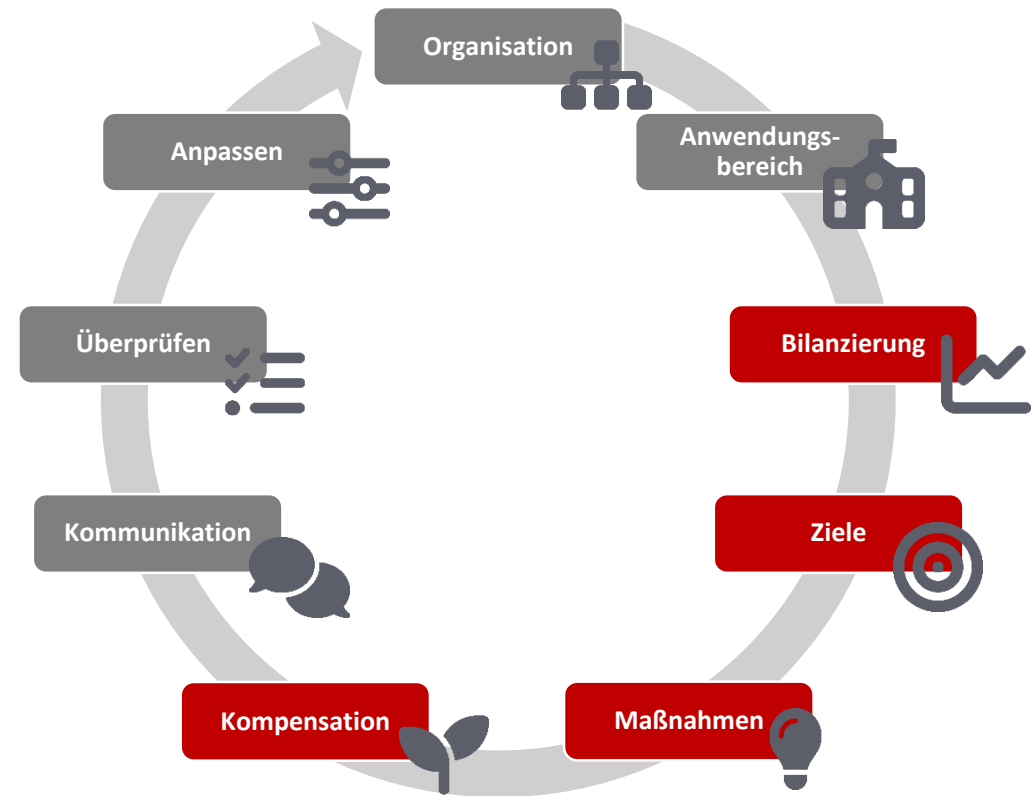 Organisation
Anwendungs-
bereich
Bilanzierung
Ziele
Maßnahmen
Kompensation
Kommunikation
Überprüfen
Anpassen